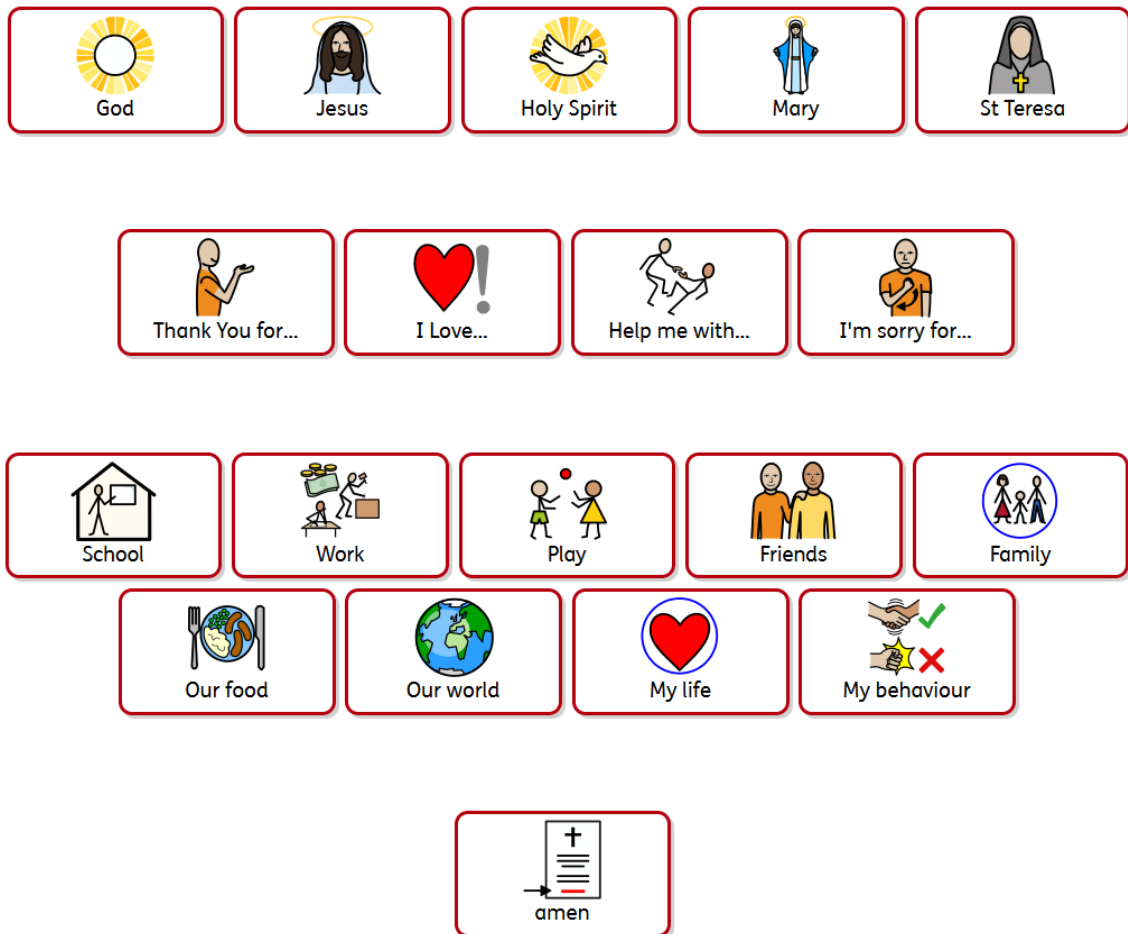 God
Jesus
Holy Spirit
Mary
St Teresa
Thank You for...
I Love...
Help me with...
I'm sorry for...
School
Work
Play
Friends
Family
Our food
Our world
My life
My behaviour
amen